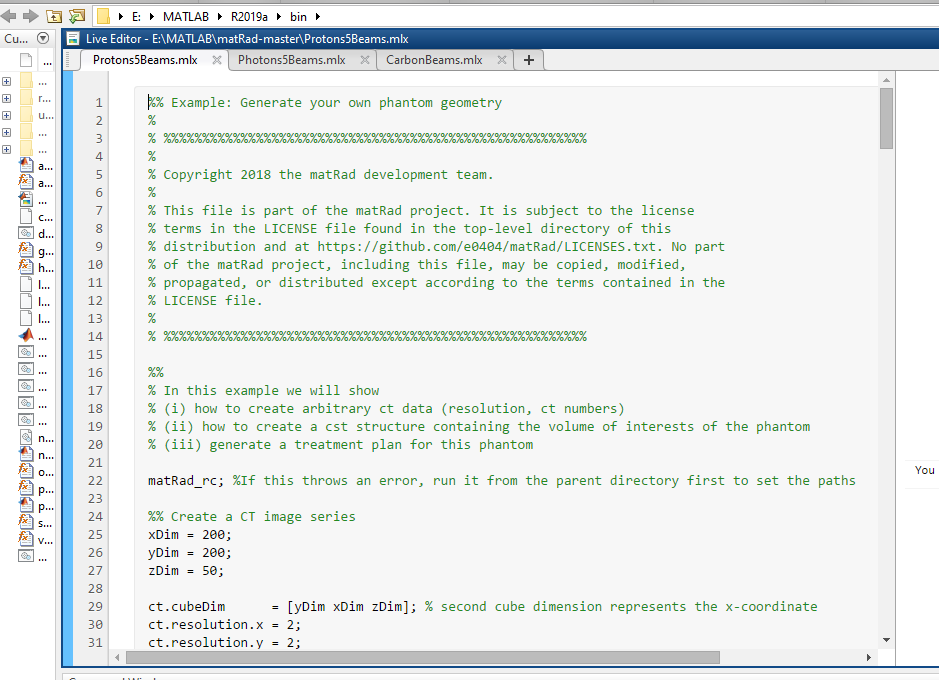 E: MATLAB R2019a bin
Cu...
Live Editor - E:\MATLAB\matRad-master\Protons5Beams.mlx
Protons5Beams.mlx Photons5Beams.mlx CarbonBeams.mlx
1 %% Example: Generate your own phantom geometry
2 %
3 % %%%%%%%%%%%%%%%%%%%%%%%%%%%%%%%%%%%%%%%%%%%%%%%%%%%%%%%
4 %
5 % Copyright 2018 the matRad development team.
6 %
7 % This file is part of the matRad project. It is subject to the license
8 % terms in the LICENSE file found in the top-level directory of this
9 % distribution and at https://github.com/e0404/matRad/LICENSES.txt. No part
10 % of the matRad project, including this file, may be copied, modified,
11 % propagated, or distributed except according to the terms contained in the
12 % LICENSE file.
13 %
14 % %%%%%%%%%%%%%%%%%%%%%%%%%%%%%%%%%%%%%%%%%%%%%%%%%%%%%%%
15
16 %%
17 % In this example we will show
18 % (i) how to create arbitrary ct data (resolution, ct numbers)
19 % (ii) how to create a cst structure containing the volume of interests of the phantom
20 % (iii) generate a treatment plan for this phantom
21
22 matRad_rc; %If this throws an error, run it from the parent directory first to set the paths
23
24 %% Create a CT image series
25 xDim = 200;
26 yDim = 200;
27 zDim = 50;
28
29 ct.cubeDim      = [yDim xDim zDim]; % second cube dimension represents the x-coordinate
30 ct.resolution.x = 2;
31 ct.resolution.y = 2;
...
...
r...
u...
...
...
a...
a...
...
c...
d...
g...
h...
l...
l...
l...
...
...
...
...
...
...
n...
n...
o...
p...
p...
s...
v...
...
You